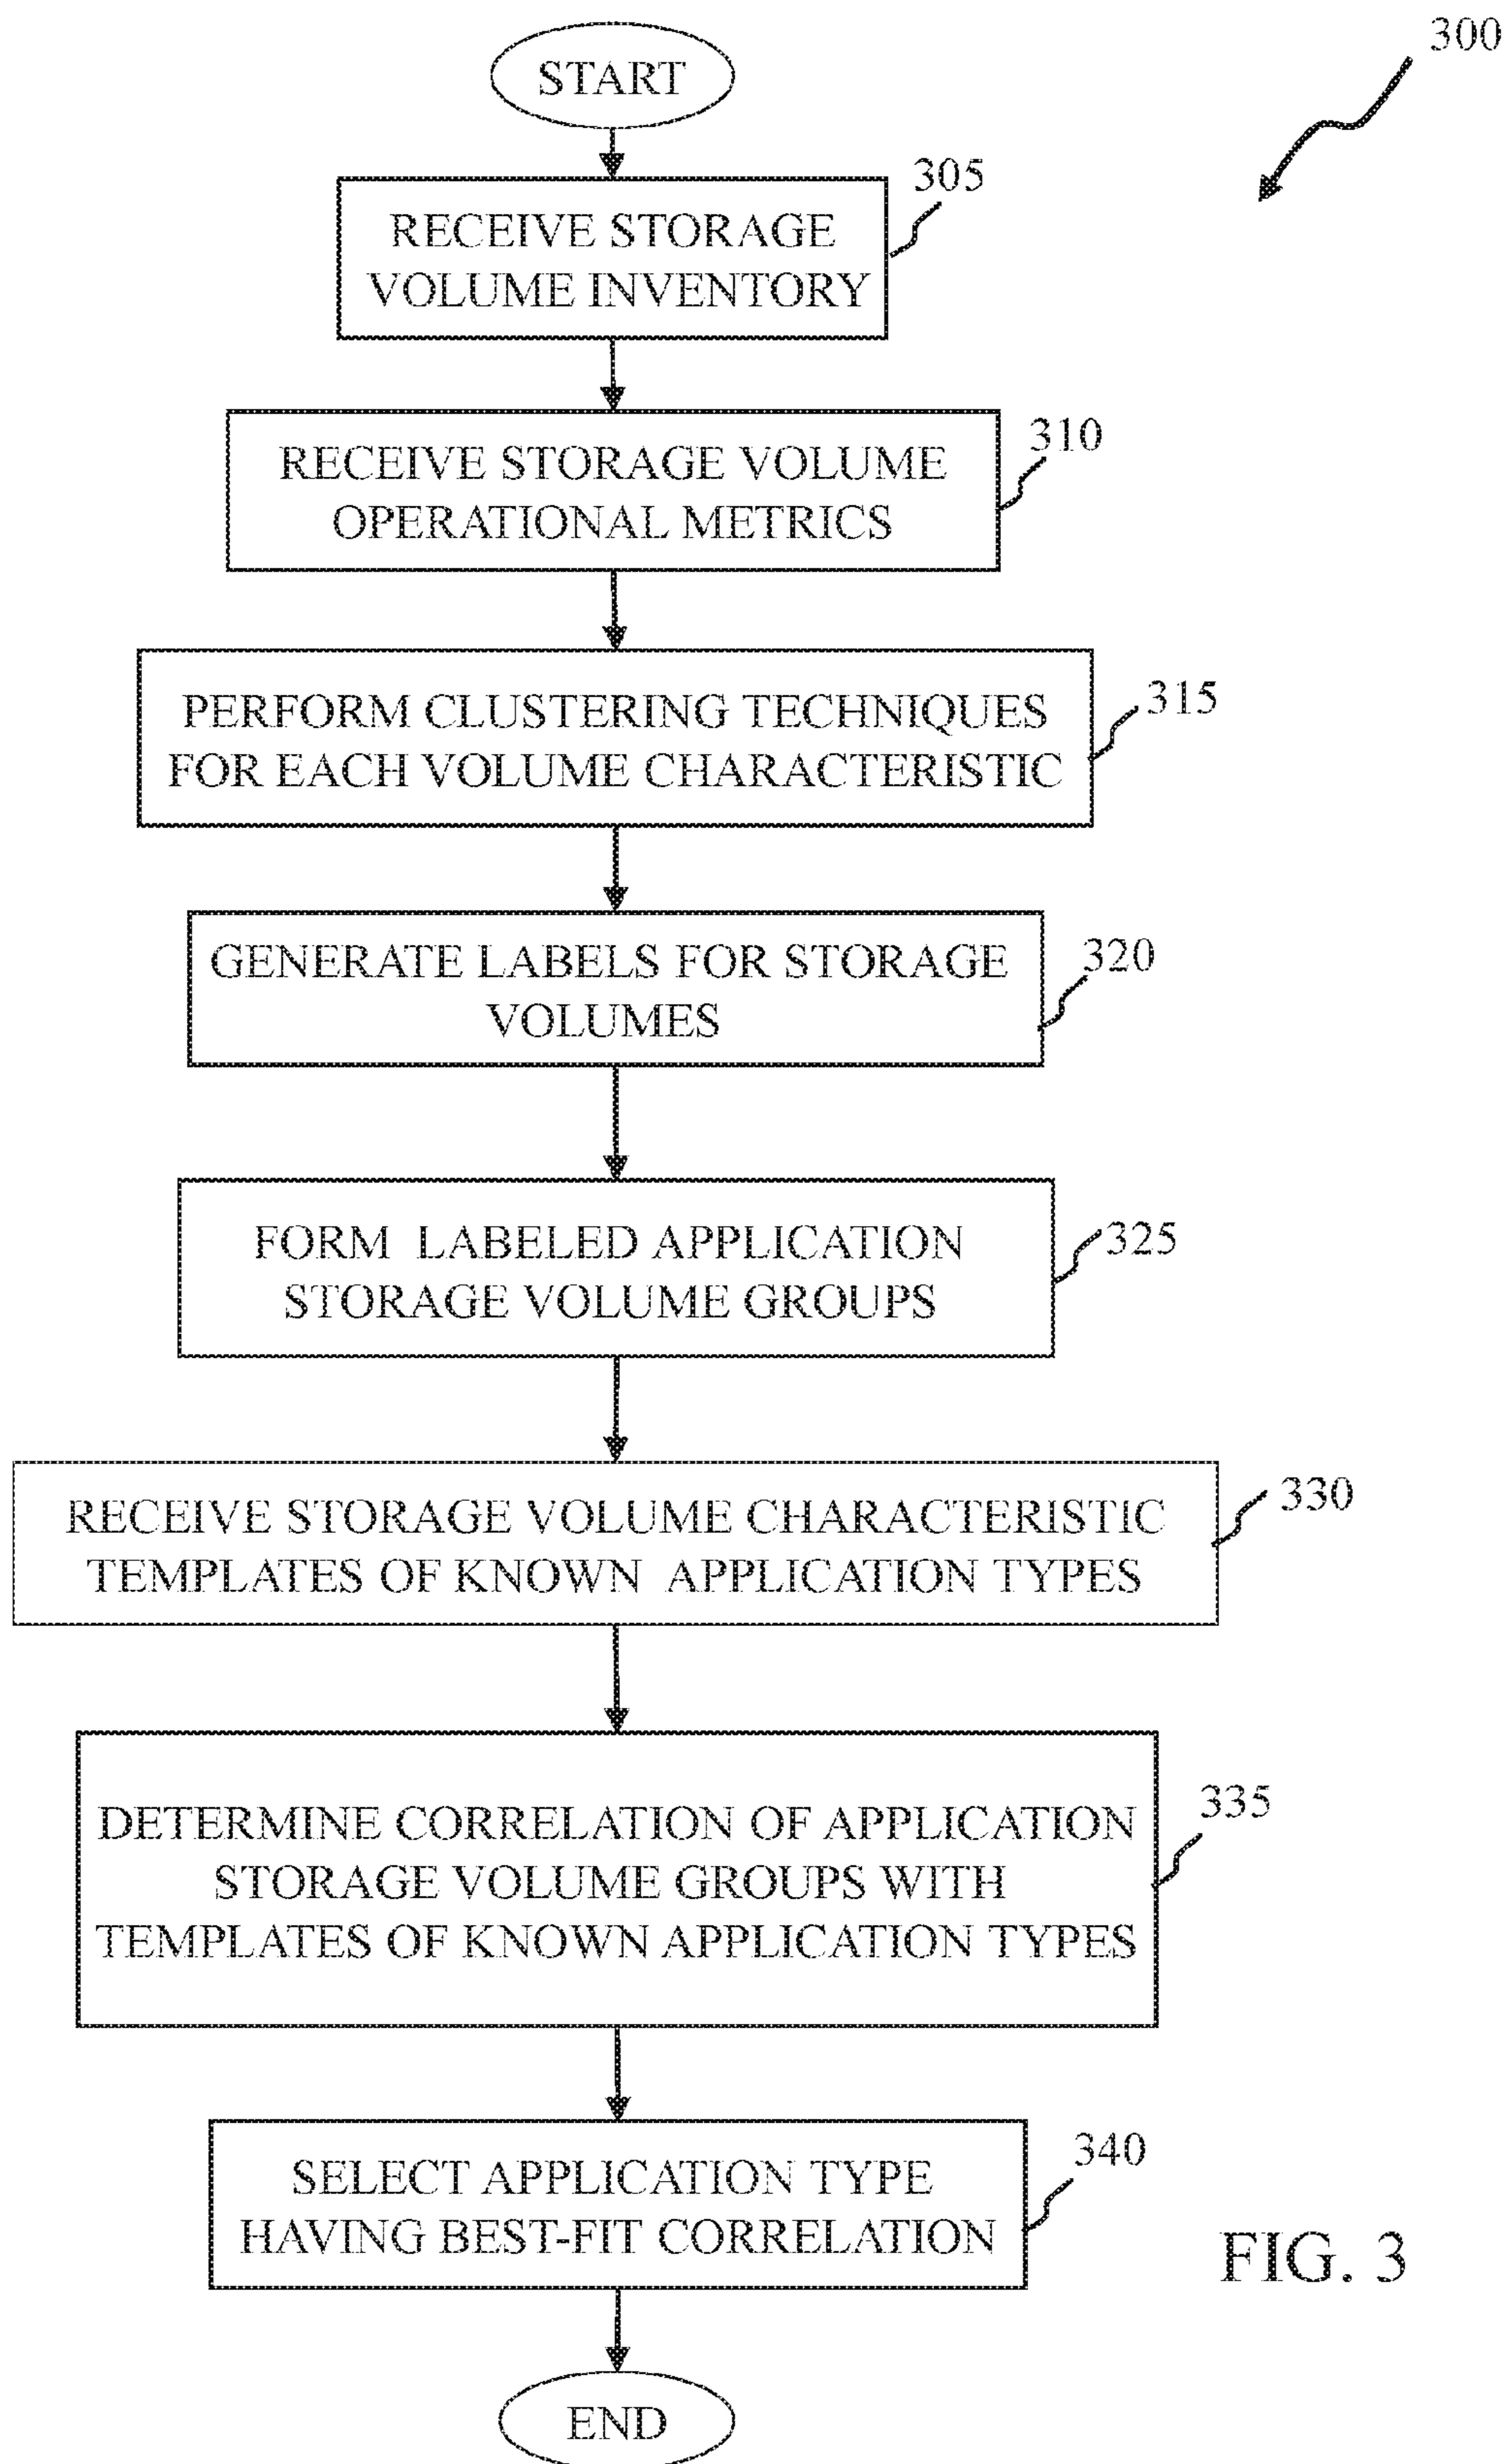 300
START
305
RECEIVE STORAGE
VOLUME INVENTORY
310
RECEIVE STORAGE VOLUME
OPERATIONAL METRICS
315
PERFORM CLUSTERING TECHNIQUES
FOR EACH VOLUME CHARACTERISTIC
320
GENERATE LABELS FOR STORAGE
VOLUMES
325
FORM LABELED APPLICATION
STORAGE VOLUME GROUPS
330
RECEIVE STORAGE VOLUME CHARACTERISTIC
TEMPLATES OF KNOWN APPLICATION TYPES
335
DETERMINE CORRELATION OF APPLICATION
STORAGE VOLUME GROUPS WITH
TEMPLATES OF KNOWN APPLICATION TYPES
340
SELECT APPLICATION TYPE
HAVING BEST-FIT CORRELATION
FIG. 3
END